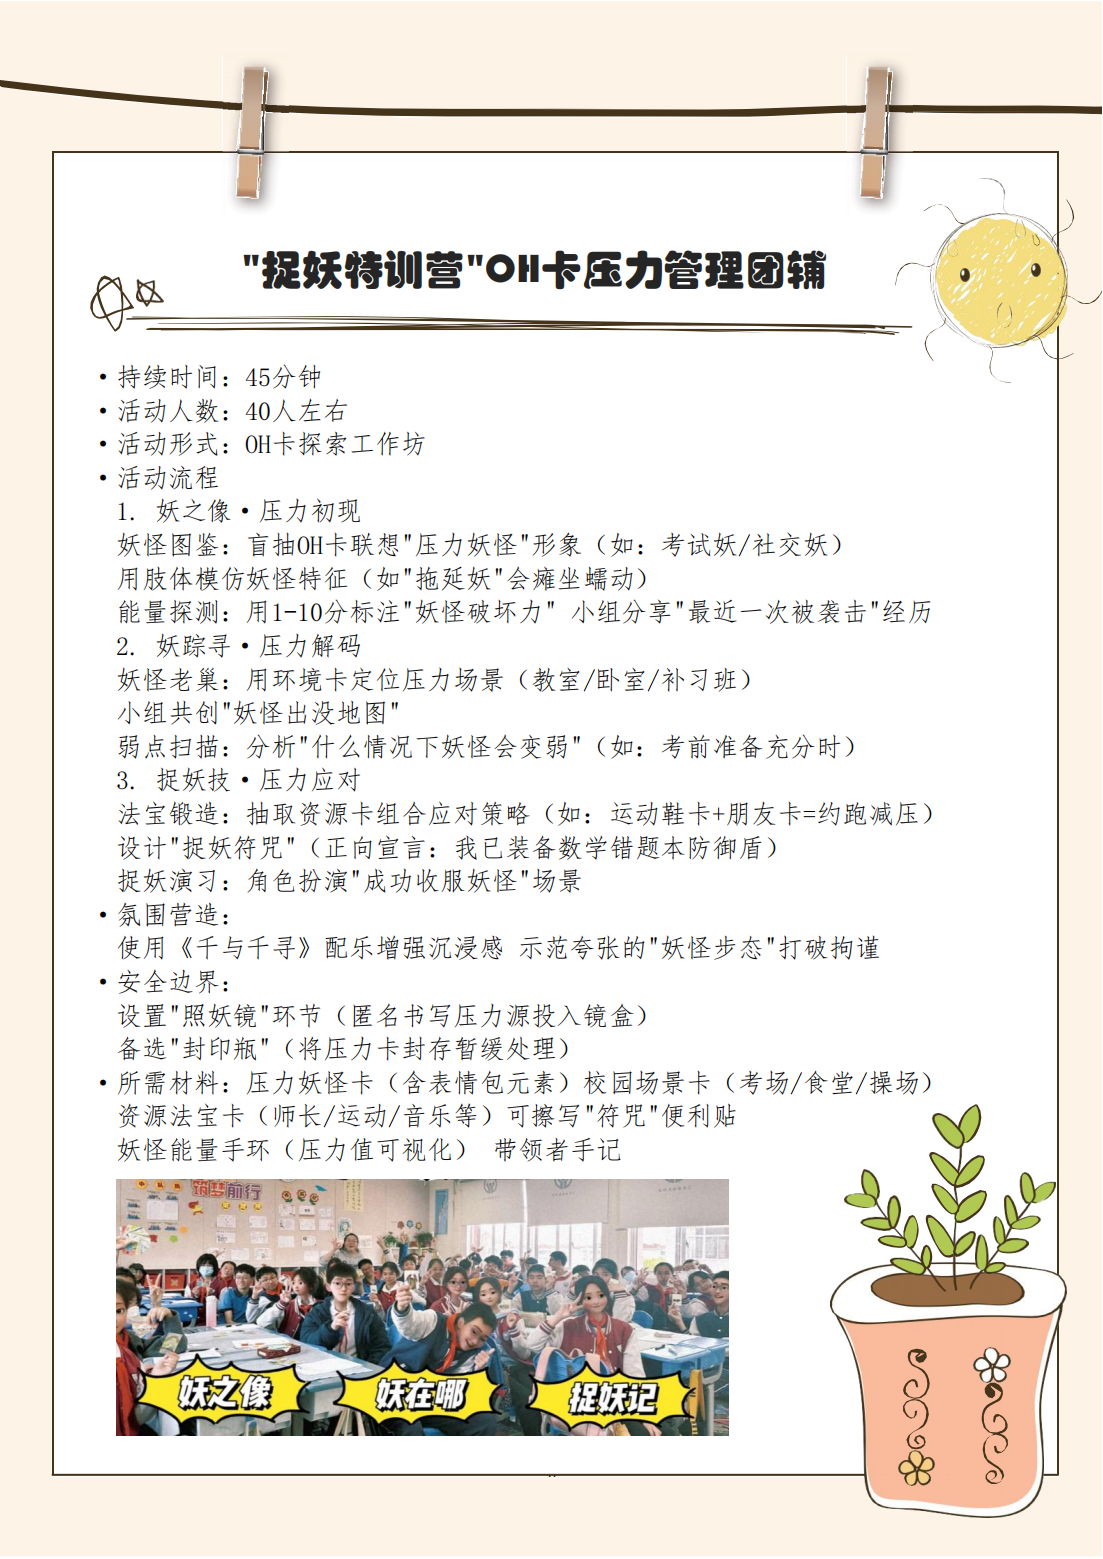 "捉妖特训营"OH卡压力管理团辅
• 持续时间：45分钟
• 活动人数：40人左右
• 活动形式：OH卡探索工作坊
• 活动流程
1. 妖之像·压力初现
妖怪图鉴：盲抽OH卡联想"压力妖怪"形象（如：考试妖/社交妖）
用肢体模仿妖怪特征（如"拖延妖"会瘫坐蠕动）
能量探测：用1-10分标注"妖怪破坏力" 小组分享"最近一次被袭击"经历
2. 妖踪寻·压力解码
妖怪老巢：用环境卡定位压力场景（教室/卧室/补习班）
小组共创"妖怪出没地图"
弱点扫描：分析"什么情况下妖怪会变弱"（如：考前准备充分时）
3. 捉妖技·压力应对
法宝锻造：抽取资源卡组合应对策略（如：运动鞋卡+朋友卡=约跑减压）
设计"捉妖符咒"（正向宣言：我已装备数学错题本防御盾）
捉妖演习：角色扮演"成功收服妖怪"场景
• 氛围营造：
使用《千与千寻》配乐增强沉浸感 示范夸张的"妖怪步态"打破拘谨
• 安全边界：
设置"照妖镜"环节（匿名书写压力源投入镜盒）
备选"封印瓶"（将压力卡封存暂缓处理）
• 所需材料：压力妖怪卡（含表情包元素）校园场景卡（考场/食堂/操场）
资源法宝卡（师长/运动/音乐等）可擦写"符咒"便利贴
妖怪能量手环（压力值可视化） 带领者手记
筑梦前行
妖之像
妖在哪
捉妖记